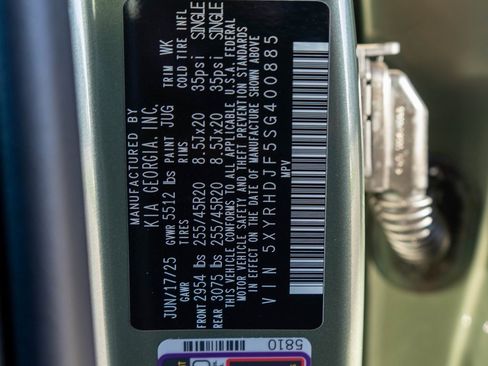 MANUFACTURED BY
KIA GEORGIA, INC.
JUN/17/25 GVWR 5512 lbs PAINT JUG TRIM WK
GAWR TIRES COLD TIRE INFL
FRONT 2954 lbs 255/45R20 8.5Jx20 35psi SINGLE
REAR 3075 lbs 255/45R20 8.5Jx20 35psi SINGLE
THIS VEHICLE CONFORMS TO ALL APPLICABLE U.S.A. FEDERAL
MOTOR VEHICLE SAFETY AND THEFT PREVENTION STANDARDS
IN EFFECT ON THE DATE OF MANUFACTURE SHOWN ABOVE
VIN 5XYRHDJF5SG400885
MPV
5810